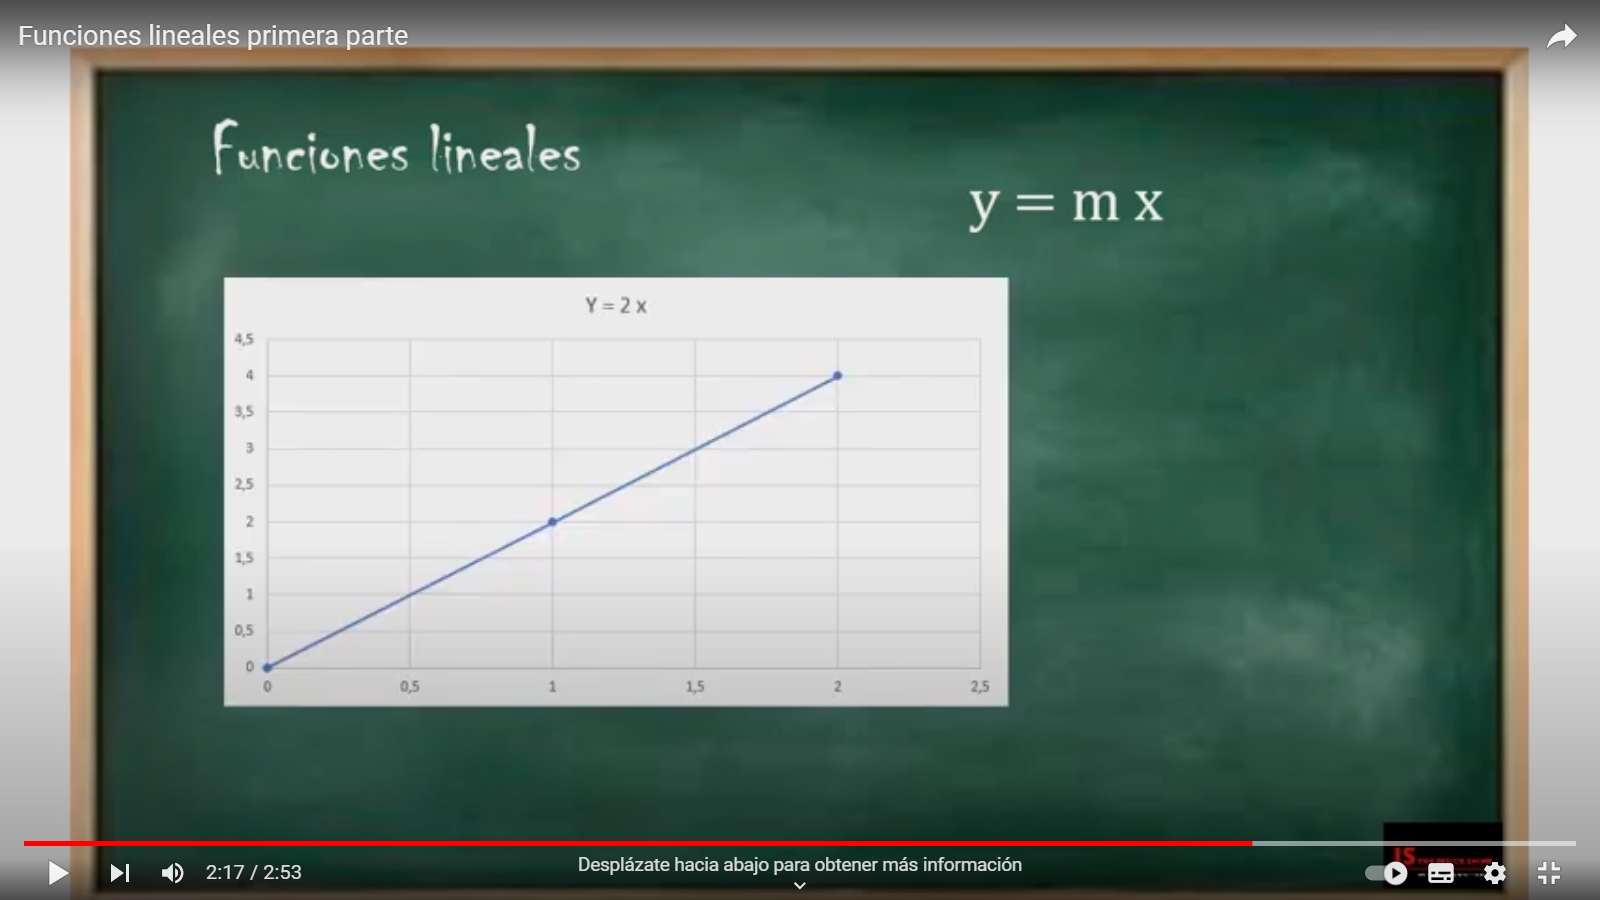 Funciones lineales primera parte
Funciones lineales
y = m x
Y = 2 x
4,5
4
3,5
3
2,5
2
1,5
1
0,5
0
0 0,5 1 1,5 2 2,5
JS
2:17 / 2:53
Desplázate hacia abajo para obtener más información